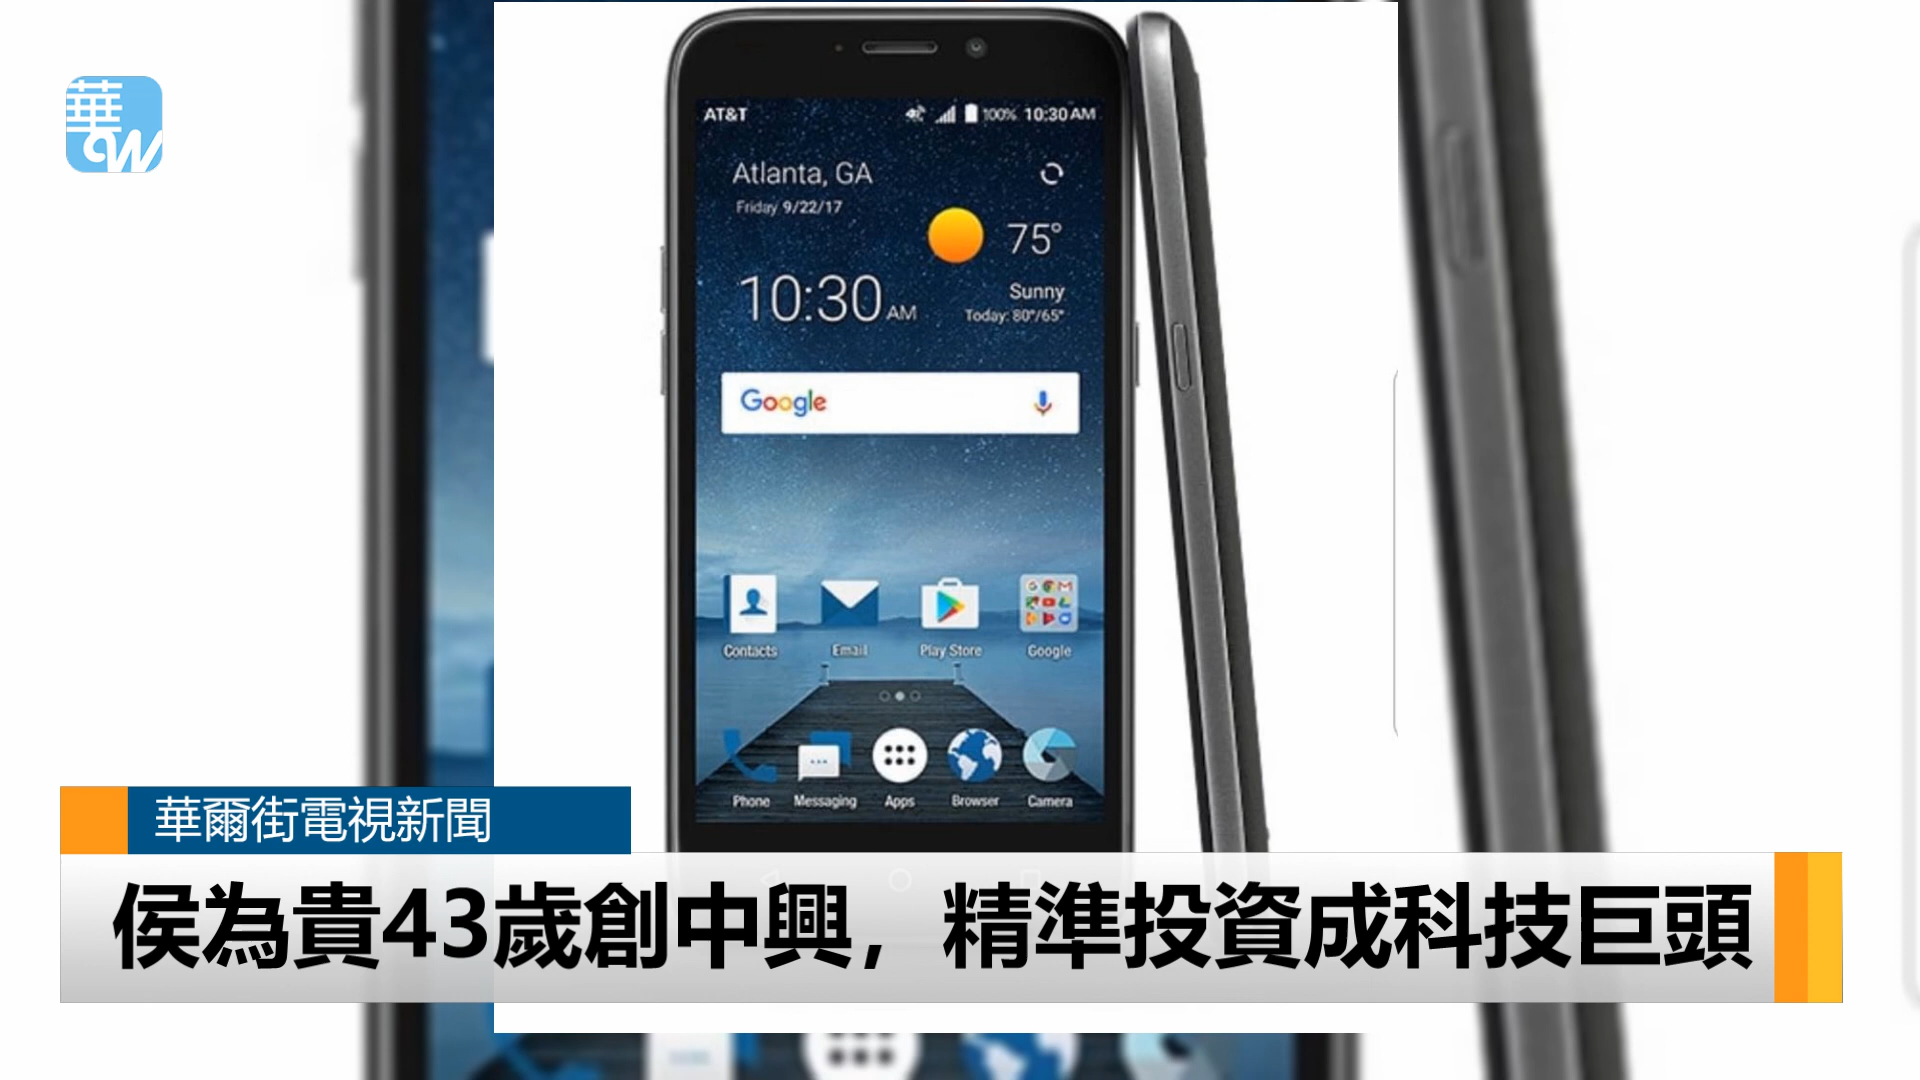 華
W
AT&T
100% 10:30 AM
Atlanta, GA
Friday 9/22/17
75°
10:30 AM
Sunny
Today: 80°/65°
Google
Contacts
Email
Play Store
Google
Phone
Messaging
Apps
Browser
Camera
華爾街電視新聞
侯為貴43歲創中興，精準投資成科技巨頭